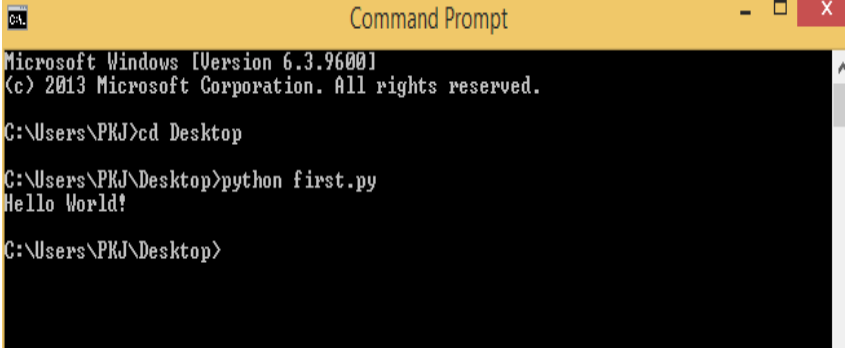 C:\.
Command Prompt
Microsoft Windows [Version 6.3.9600]
(c) 2013 Microsoft Corporation. All rights reserved.
C:\Users\PKJ>cd Desktop
C:\Users\PKJ\Desktop>python first.py
Hello World!
C:\Users\PKJ\Desktop>